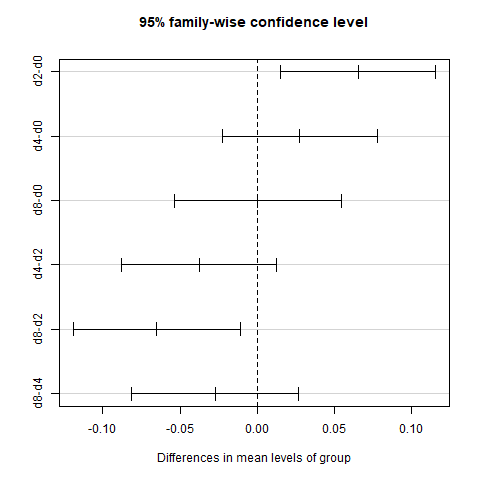 95% family-wise confidence level
d2-d0
d4-d0
d8-d0
d4-d2
d8-d2
d8-d4
-0.10 -0.05 0.00 0.05 0.10
Differences in mean levels of group